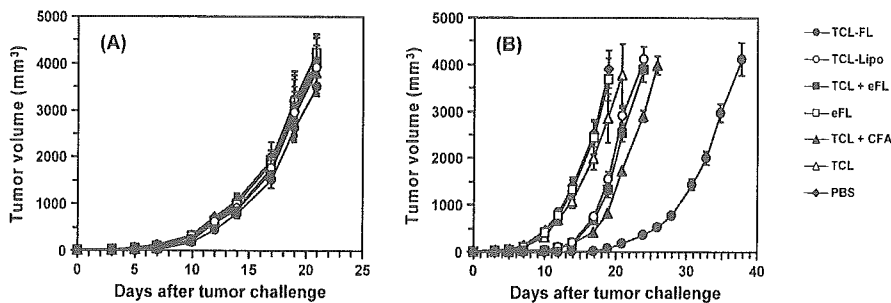 (A)
Tumor volume (mm³)
5000
4000
3000
2000
1000
0
0 5 10 15 20 25
Days after tumor challenge
(B)
Tumor volume (mm³)
5000
4000
3000
2000
1000
0
0 10 20 30 40
Days after tumor challenge
TCL-FL
TCL-Lipo
TCL + eFL
eFL
TCL + CFA
TCL
PBS